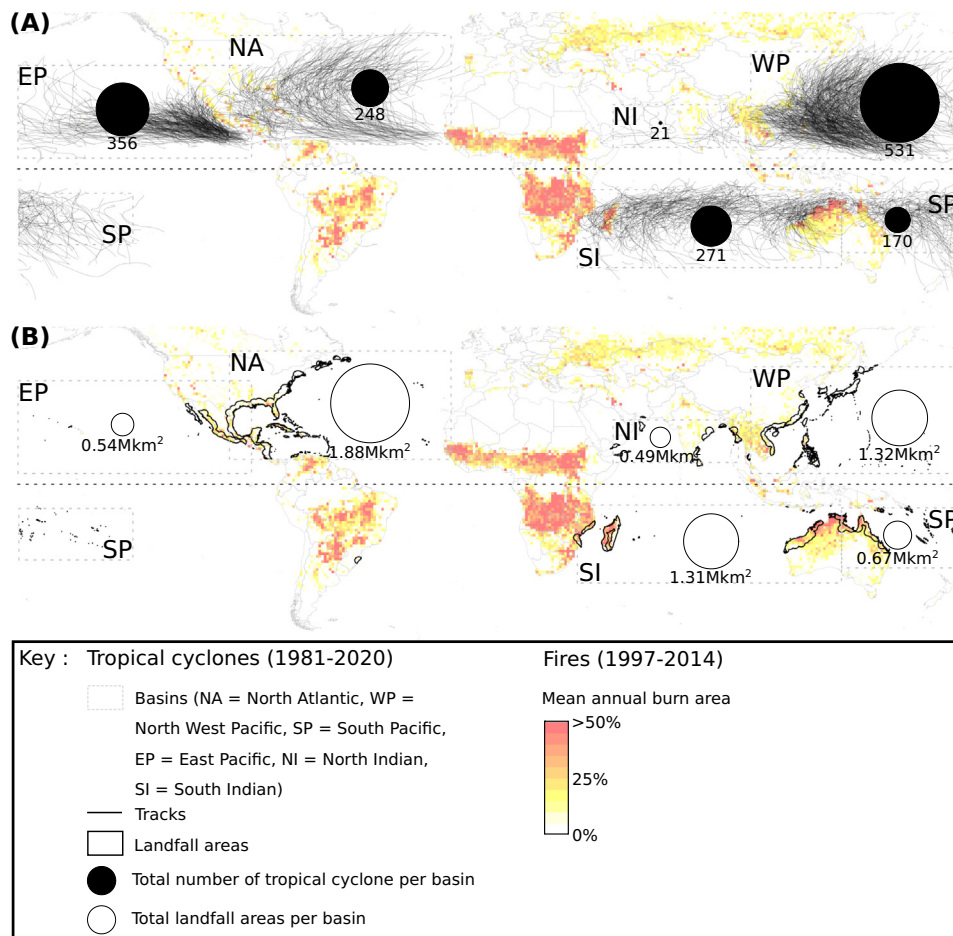 (A)
NA
EP
WP
NI
248
21
356
531
SP
SP
170
SI
271
(B)
NA
EP
WP
NI
0.54Mkm²
1.88Mkm²
0.49Mkm
1.32Mkm²
SP
SP
0.67Mkm²
SI
1.31Mkm²
Key : Tropical cyclones (1981-2020)
Fires (1997-2014)
Basins (NA = North Atlantic, WP =
North West Pacific, SP = South Pacific,
EP = East Pacific, NI = North Indian,
SI = South Indian)
Tracks
Landfall areas
Total number of tropical cyclone per basin
Total landfall areas per basin
Mean annual burn area
>50%
25%
0%